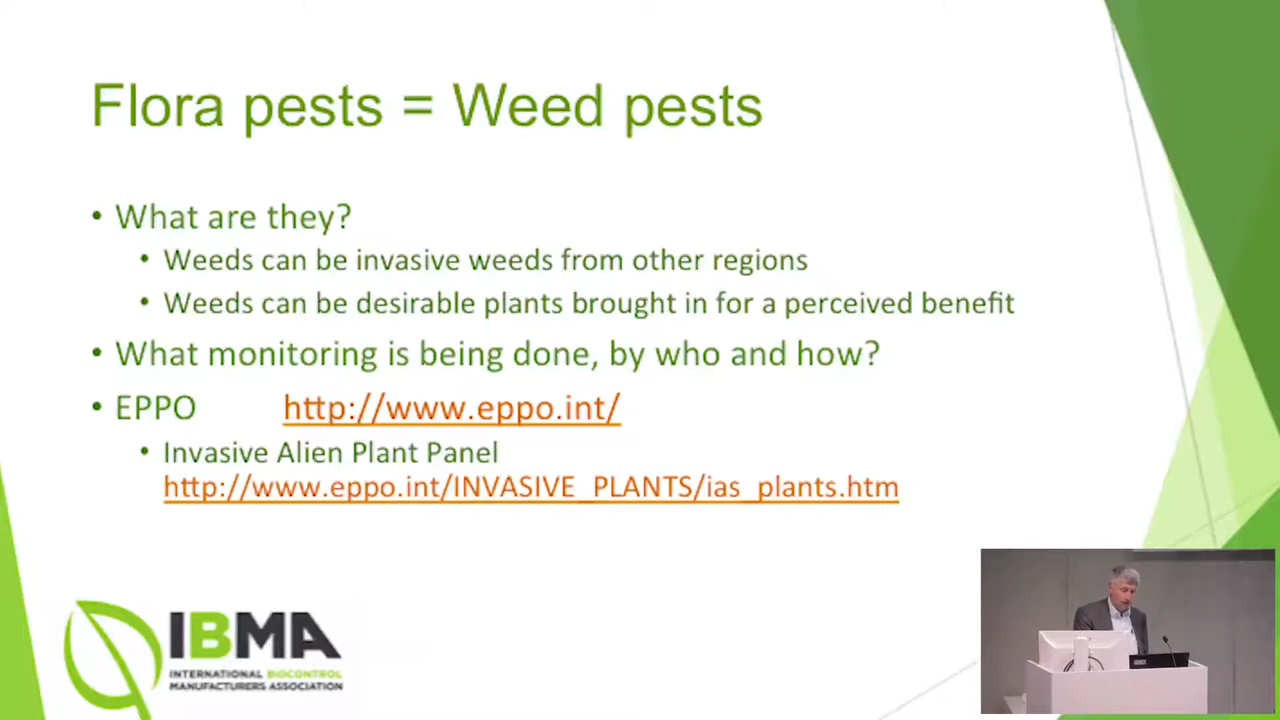 Flora pests = Weed pests
• What are they?
• Weeds can be invasive weeds from other regions
• Weeds can be desirable plants brought in for a perceived benefit
• What monitoring is being done, by who and how?
• EPPO http://www.eppo.int/
• Invasive Alien Plant Panel
http://www.eppo.int/INVASIVE_PLANTS/ias_plants.htm
IBMA
INTERNATIONAL BIOCONTROL
MANUFACTURERS ASSOCIATION